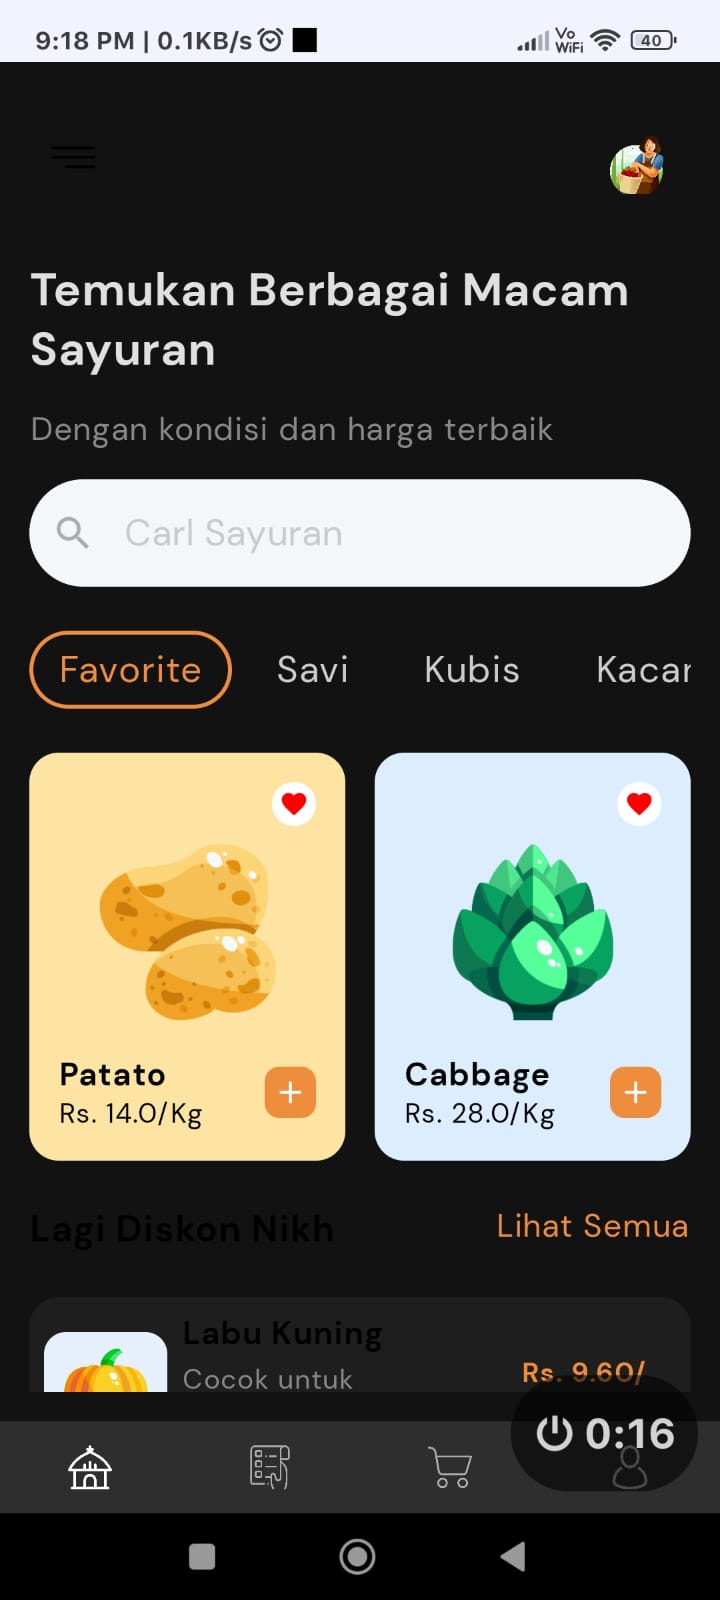 9:18 PM | 0.1KB/s
Vo
WiFi
40
Temukan Berbagai Macam
Sayuran
Dengan kondisi dan harga terbaik
Carl Sayuran
Favorite
Savi
Kubis
Kacar
Patato
Rs. 14.0/Kg
Cabbage
Rs. 28.0/Kg
Lagi Diskon Nikh
Lihat Semua
Labu Kuning
Cocok untuk
Rs. 9.60/
0:16